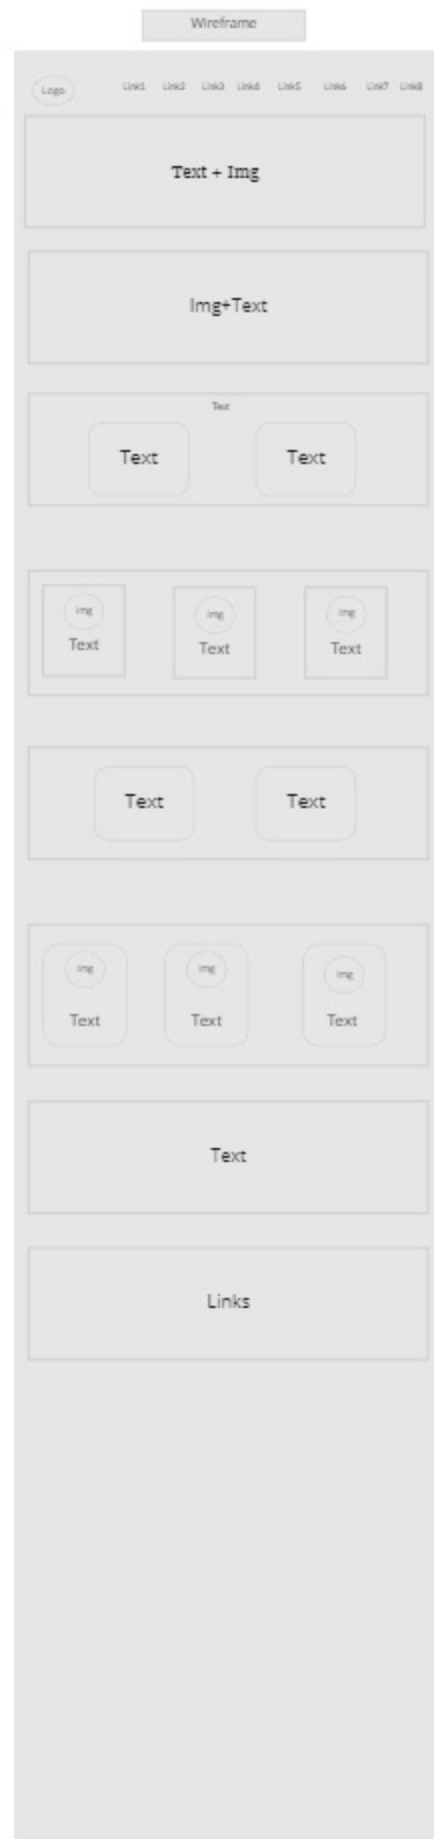 Wireframe
Logo Link1 Link2 Link3 Link4 Link5 Link6 Link7 Link8
Text + Img
Img+Text
Text
Text Text
Img Img Img
Text Text Text
Text Text
Img Img Img
Text Text Text
Text
Links